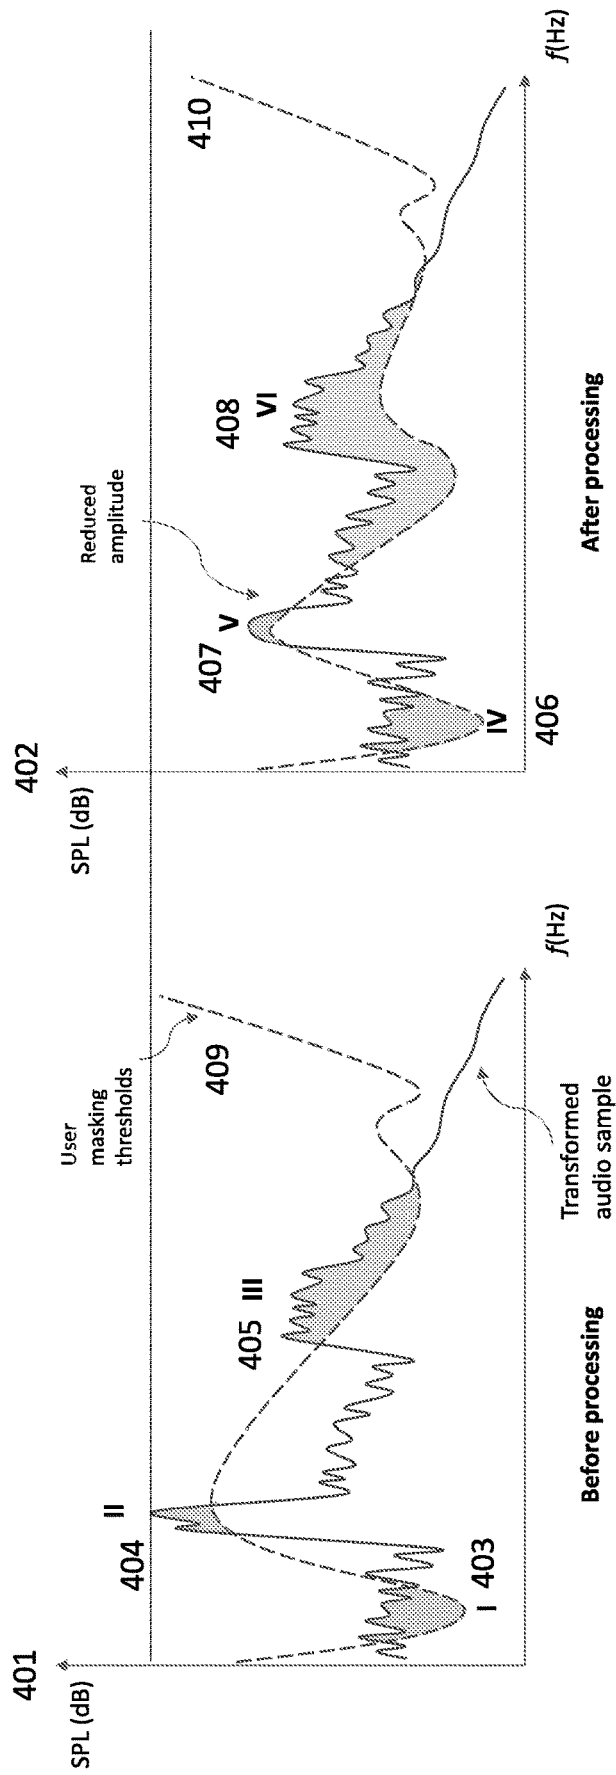 401
SPL (dB)
404
II
I
403
405
III
User
masking
thresholds
409
f(Hz)
Transformed
audio sample
Before processing
402
SPL (dB)
IV
406
407
V
Reduced
amplitude
408
VI
410
f(Hz)
After processing